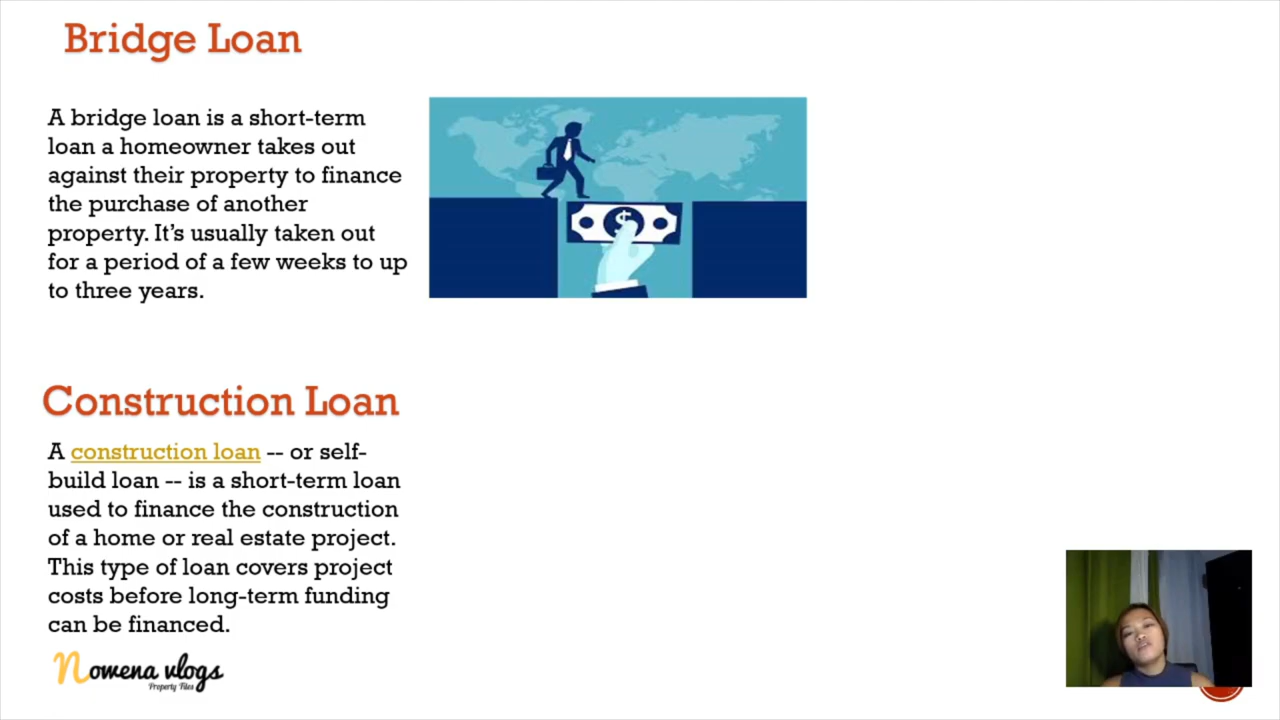 Bridge Loan
A bridge loan is a short-term
loan a homeowner takes out
against their property to finance
the purchase of another
property. It’s usually taken out
for a period of a few weeks to up
to three years.
$
Construction Loan
A construction loan -- or self-
build loan -- is a short-term loan
used to finance the construction
of a home or real estate project.
This type of loan covers project
costs before long-term funding
can be financed.
Nowena vlogs
Property Files